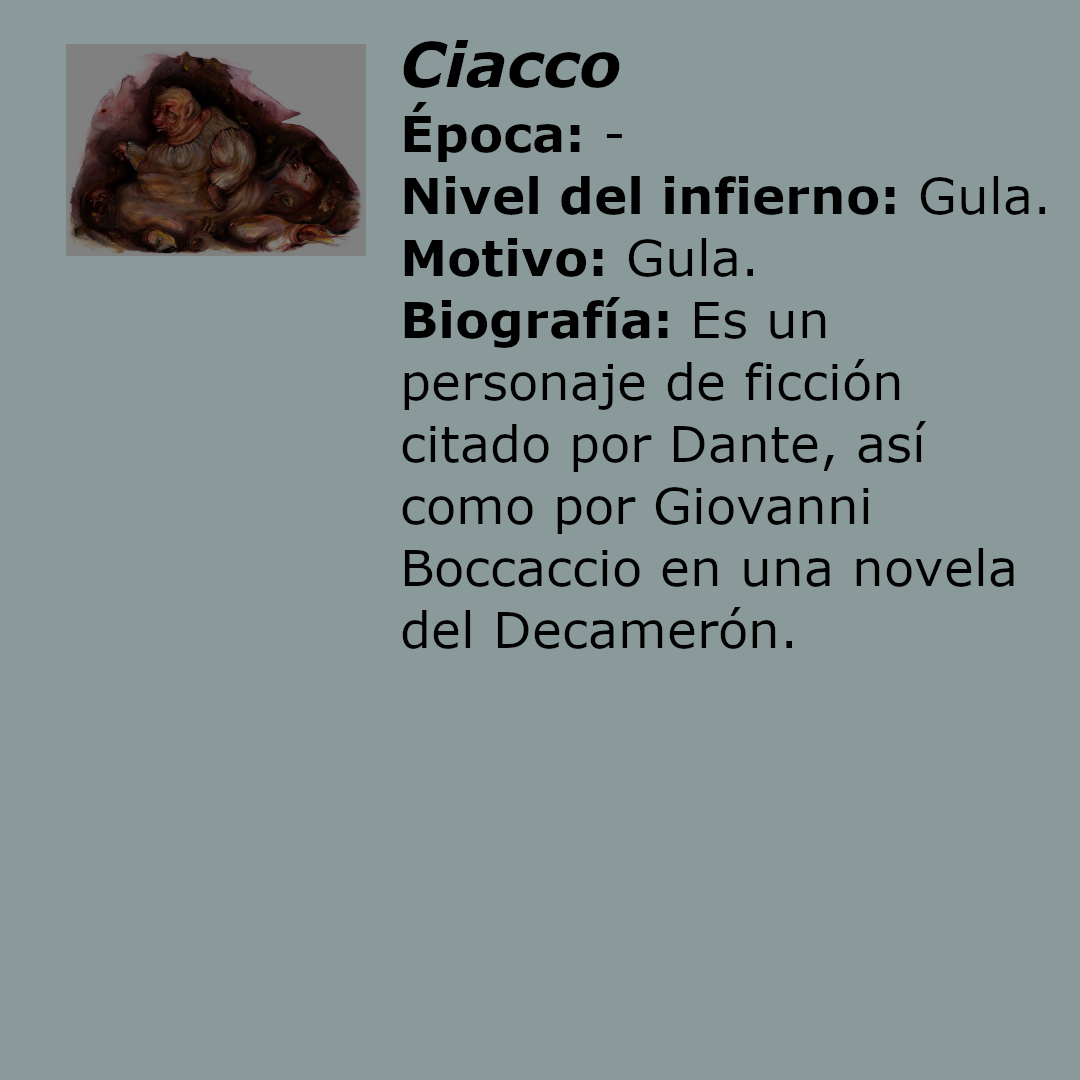 Ciacco
Época: -
Nivel del infierno: Gula.
Motivo: Gula.
Biografía: Es un
personaje de ficción
citado por Dante, así
como por Giovanni
Boccaccio en una novela
del Decamerón.